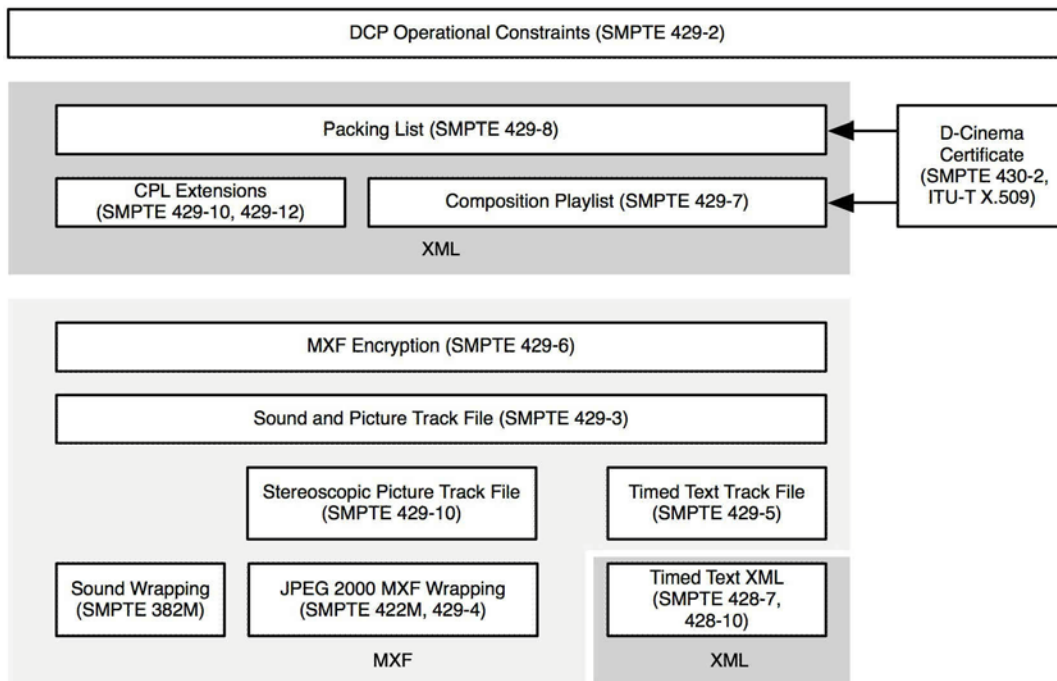 DCP Operational Constraints (SMPTE 429-2)
Packing List (SMPTE 429-8)
D-Cinema
Certificate
(SMPTE 430-2,
ITU-T X.509)
CPL Extensions
(SMPTE 429-10, 429-12)
Composition Playlist (SMPTE 429-7)
XML
MXF Encryption (SMPTE 429-6)
Sound and Picture Track File (SMPTE 429-3)
Stereoscopic Picture Track File
(SMPTE 429-10)
Timed Text Track File
(SMPTE 429-5)
Sound Wrapping
(SMPTE 382M)
JPEG 2000 MXF Wrapping
(SMPTE 422M, 429-4)
Timed Text XML
(SMPTE 428-7,
428-10)
MXF
XML